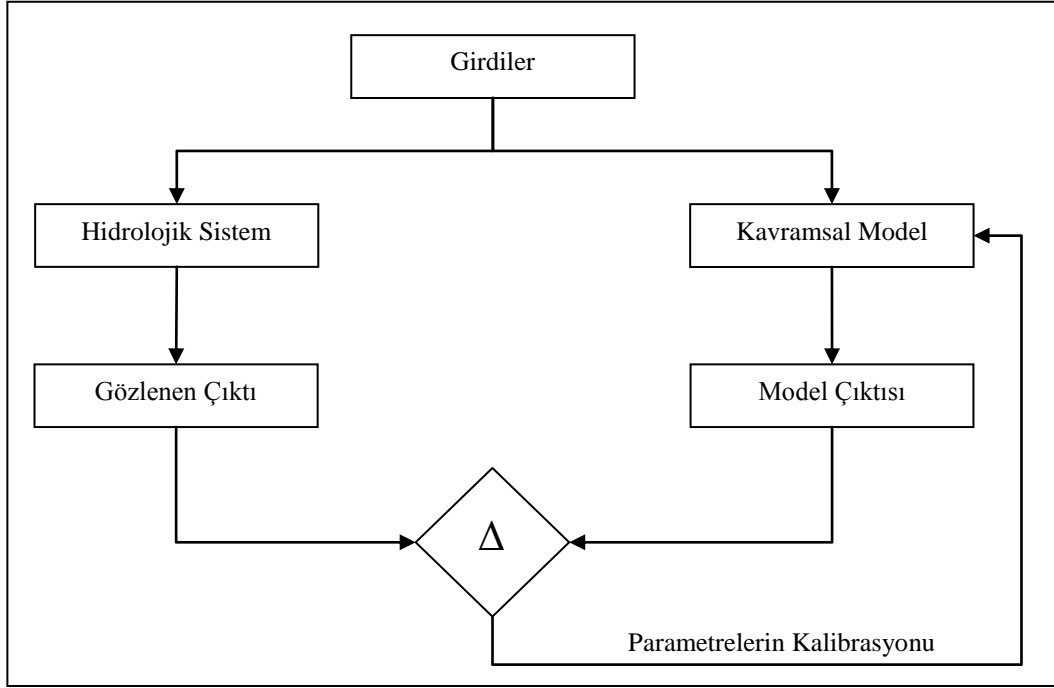 Girdiler
Hidrolojik Sistem
Kavramsal Model
Gözlenen Çıktı
Model Çıktısı
Δ
Parametrelerin Kalibrasyonu